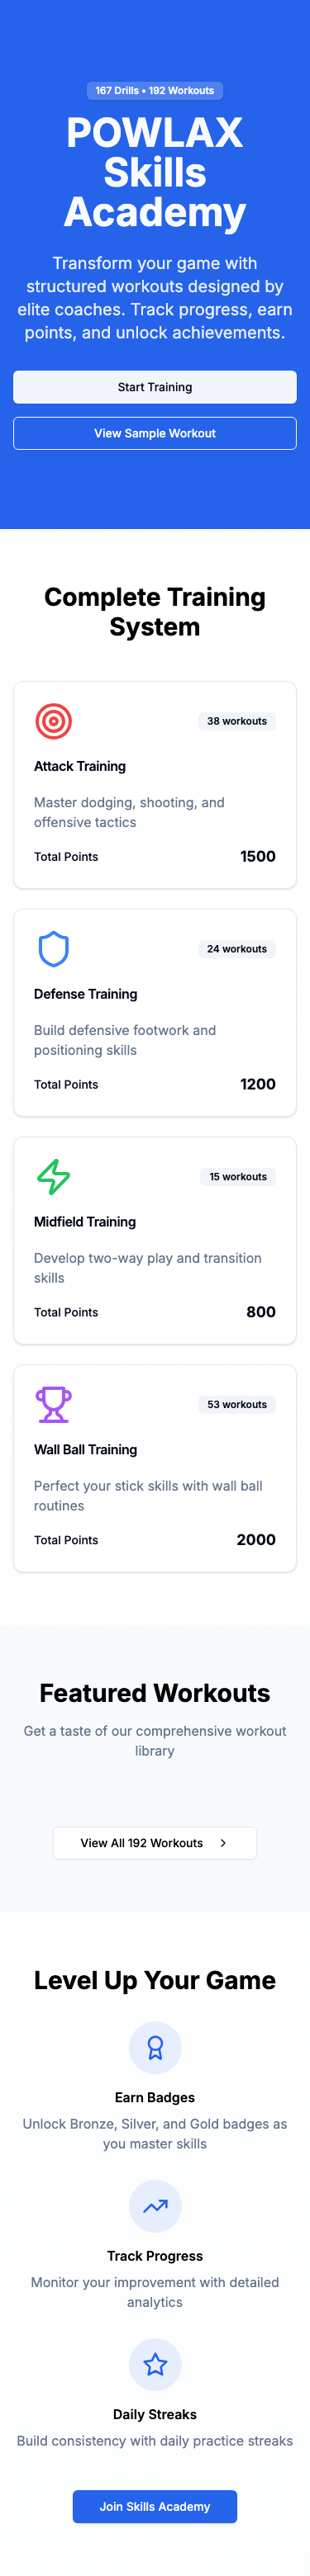 167 Drills • 192 Workouts
POWLAX
Skills
Academy
Transform your game with
structured workouts designed by
elite coaches. Track progress, earn
points, and unlock achievements.
Start Training
View Sample Workout
Complete Training
System
38 workouts
Attack Training
Master dodging, shooting, and
offensive tactics
Total Points 1500
24 workouts
Defense Training
Build defensive footwork and
positioning skills
Total Points 1200
15 workouts
Midfield Training
Develop two-way play and transition
skills
Total Points 800
53 workouts
Wall Ball Training
Perfect your stick skills with wall ball
routines
Total Points 2000
Featured Workouts
Get a taste of our comprehensive workout
library
View All 192 Workouts
Level Up Your Game
Earn Badges
Unlock Bronze, Silver, and Gold badges as
you master skills
Track Progress
Monitor your improvement with detailed
analytics
Daily Streaks
Build consistency with daily practice streaks
Join Skills Academy